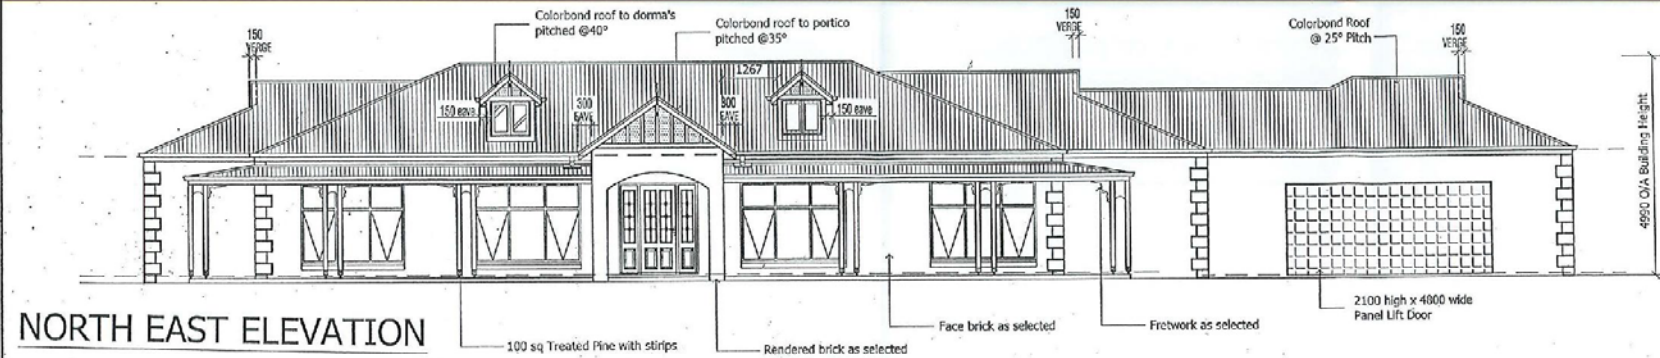 Colorbond roof to dorma's
pitched @40°
Colorbond roof to portico
pitched @35°
150
VERGE
Colorbond Roof
@ 25° Pitch
150
VERGE
150
VERGE
1267
150 eave
300
EAVE
300
EAVE
150 eave
4990 O/A Building Height
NORTH EAST ELEVATION
100 sq Treated Pine with stirips
Rendered brick as selected
Face brick as selected
Fretwork as selected
2100 high x 4800 wide
Panel Lift Door